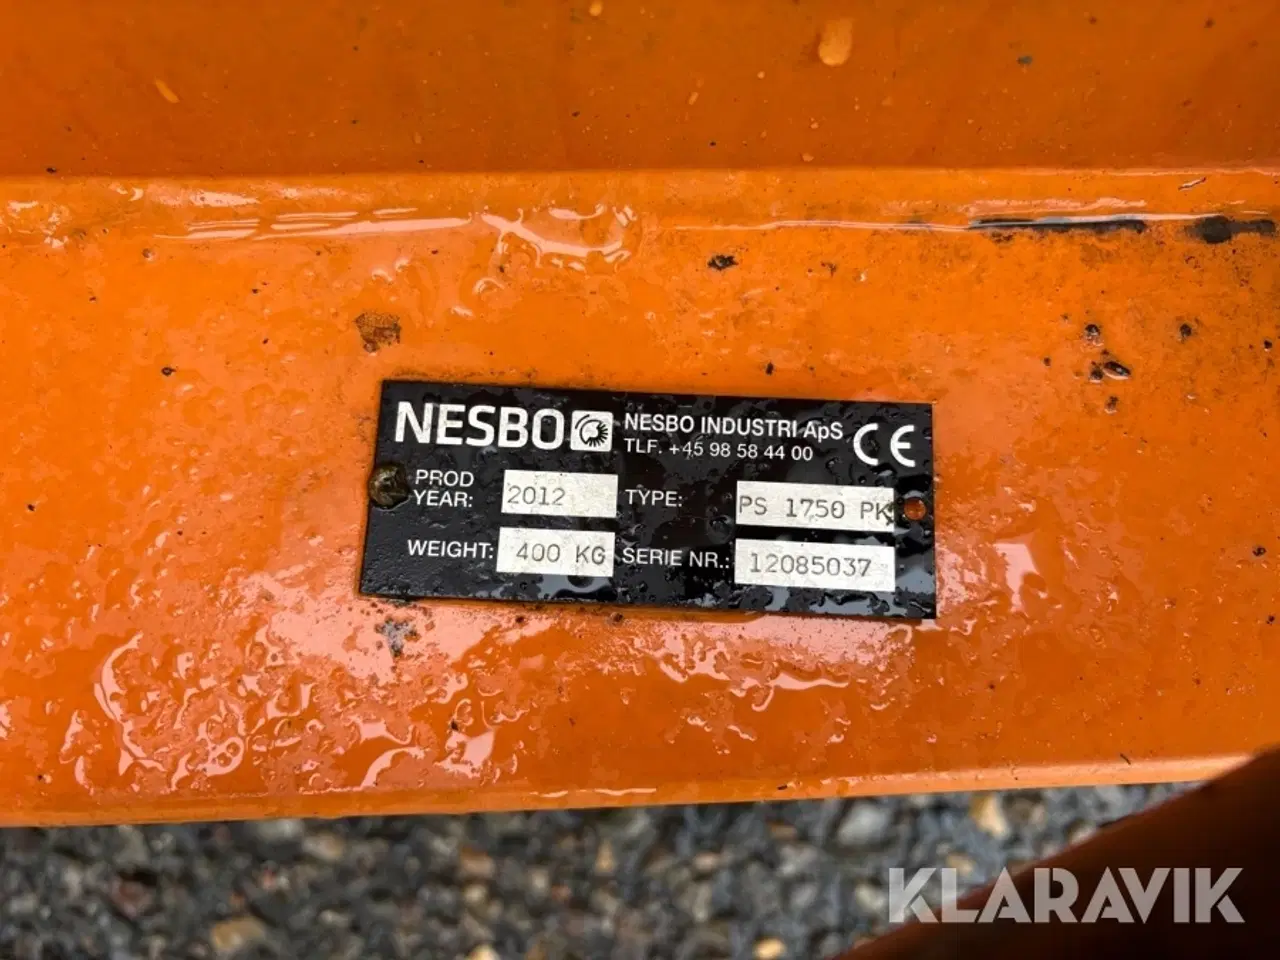 NESBO
NESBO INDUSTRI ApS
TLF. +45 98 58 44 00
CE
PROD YEAR: 2012
TYPE: PS 1750 PK
WEIGHT: 400 KG
SERIE NR.: 12085037
KLARAVIK